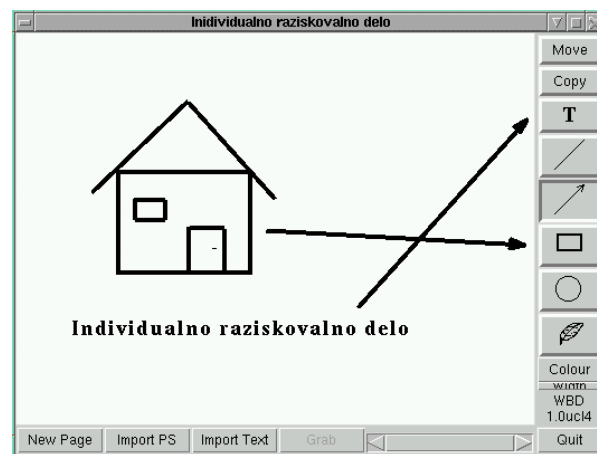 Inidividualno raziskovalno delo
Move
Copy
T
Individualno raziskovalno delo
Colour
Width
WBD
1.0ucl4
New Page
Import PS
Import Text
Grab
Quit